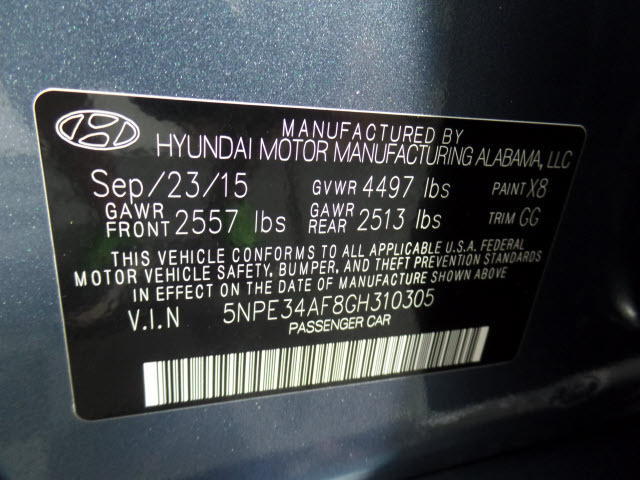 MANUFACTURED BY
HYUNDAI MOTOR MANUFACTURING ALABAMA, LLC
Sep/23/15 GVWR 4497 lbs PAINT X8
GAWR FRONT 2557 lbs GAWR REAR 2513 lbs TRIM GG
THIS VEHICLE CONFORMS TO ALL APPLICABLE U.S.A. FEDERAL
MOTOR VEHICLE SAFETY, BUMPER, AND THEFT PREVENTION STANDARDS
IN EFFECT ON THE DATE OF MANUFACTURE SHOWN ABOVE
V.I.N 5NPE34AF8GH310305
PASSENGER CAR